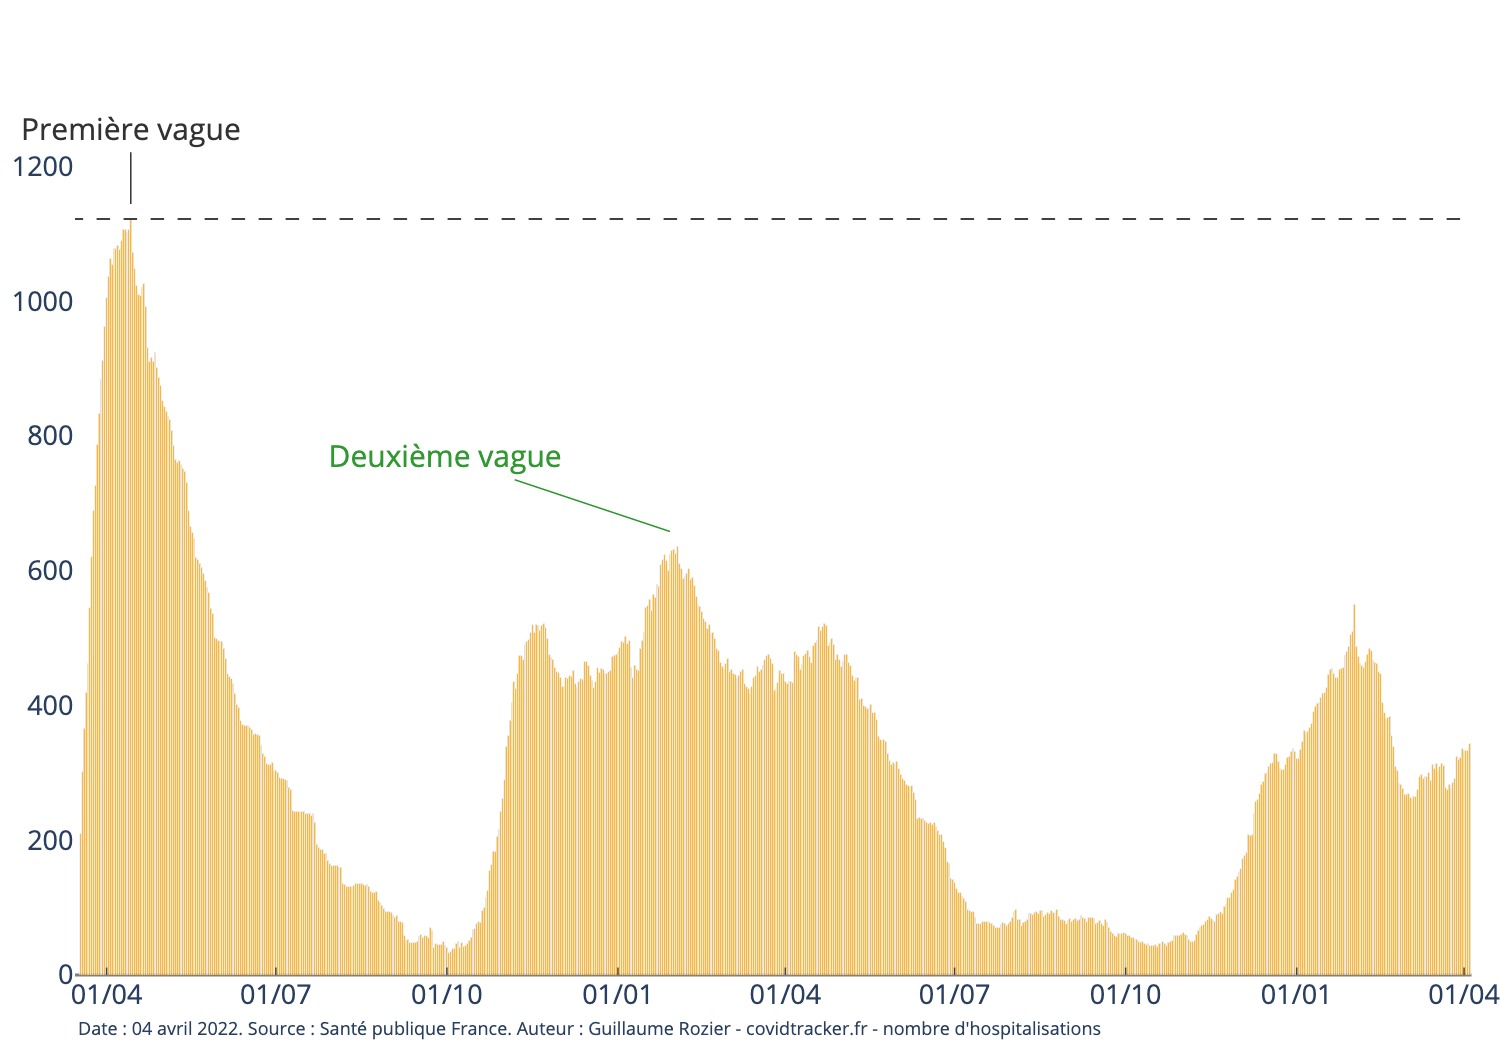 Première vague
1200
1000
800
Deuxième vague
600
400
200
0
01/04 01/07 01/10 01/01 01/04 01/07 01/10 01/01 01/04
Date : 04 avril 2022. Source : Santé publique France. Auteur : Guillaume Rozier - covidtracker.fr - nombre d'hospitalisations